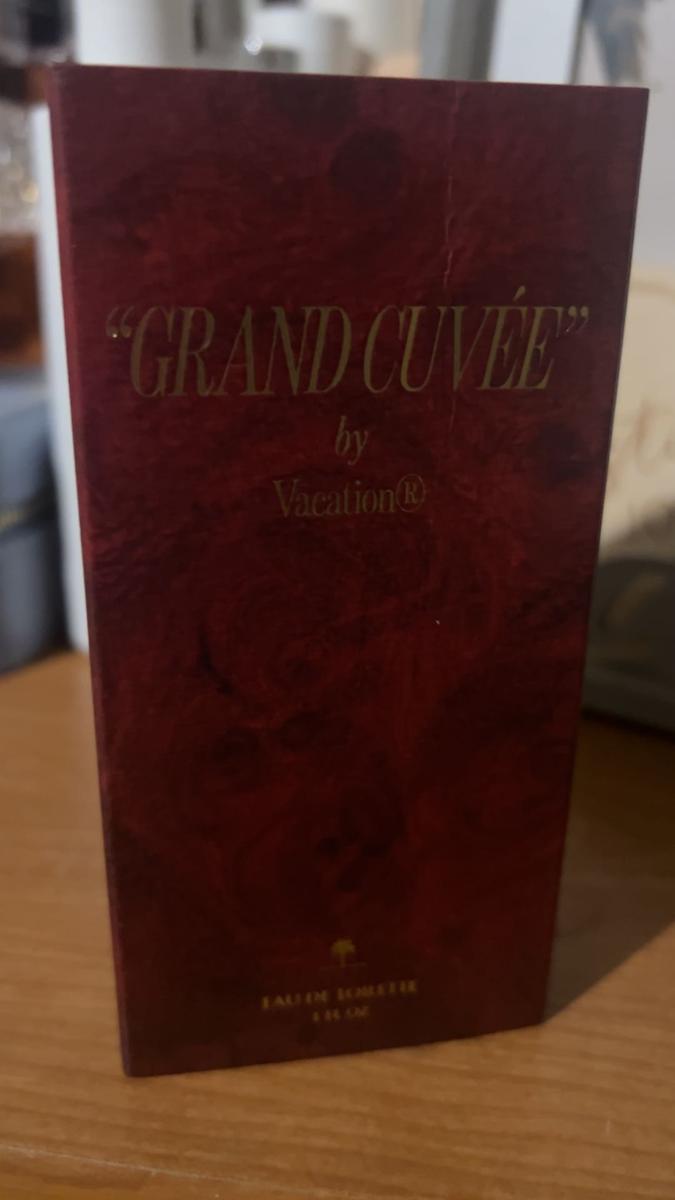 “GRAND CUVÉE”
by
Vacation®
EAU DE TOILETTE
1 FL OZ